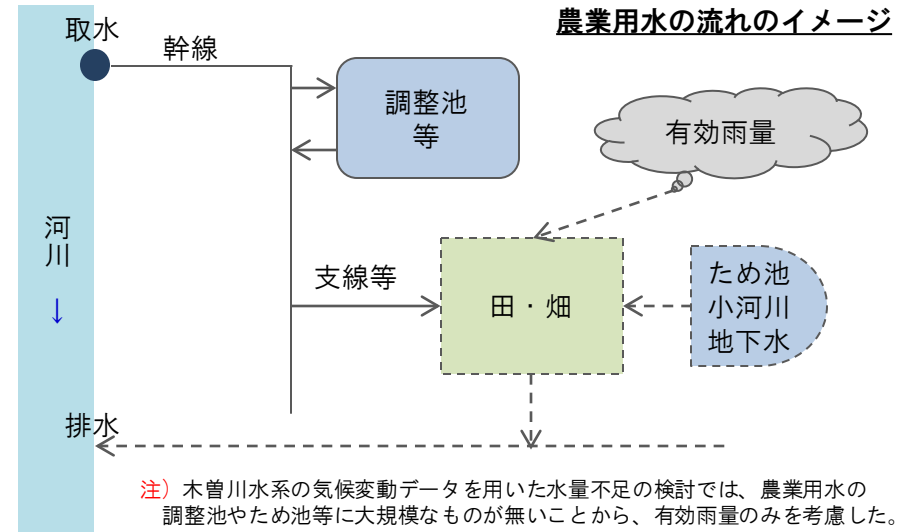 農業用水の流れのイメージ
取水
幹線
調整池
等
有効雨量
河川
↓
支線等
田・畑
ため池
小河川
地下水
排水
注）木曽川水系の気候変動データを用いた水量不足の検討では、農業用水の
調整池やため池等に大規模なものが無いことから、有効雨量のみを考慮した。